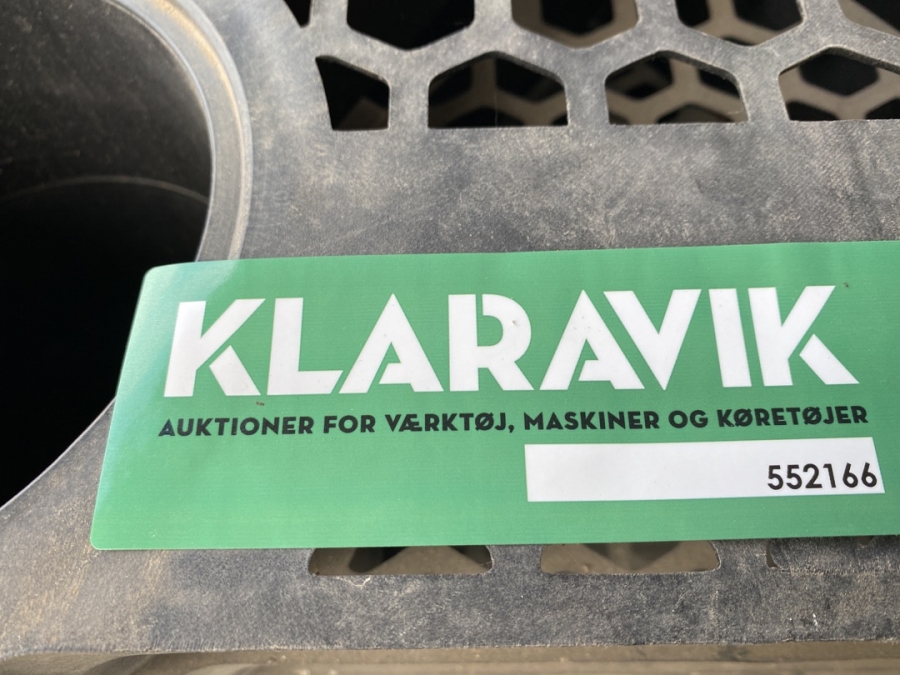 KLARAVIK
AUKTIONER FOR VÆRKTØJ, MASKINER OG KØRETØJER
552166